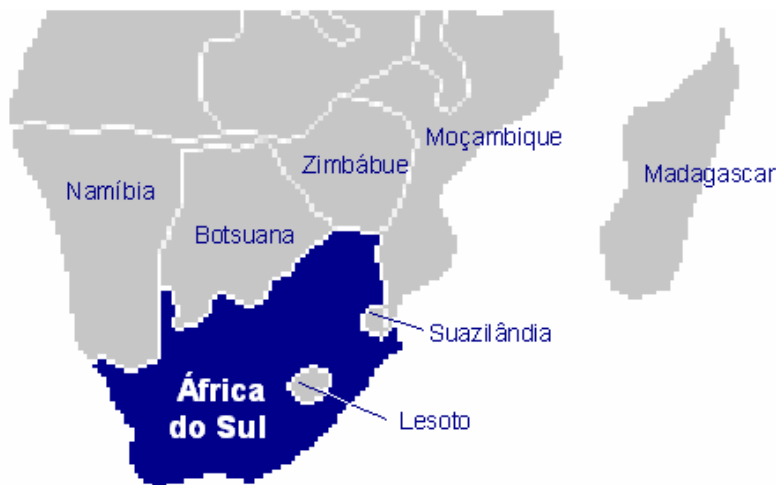 Moçambique
Zimbábue
Madagascar
Namíbia
Botsuana
Suazilândia
África
do Sul
Lesoto